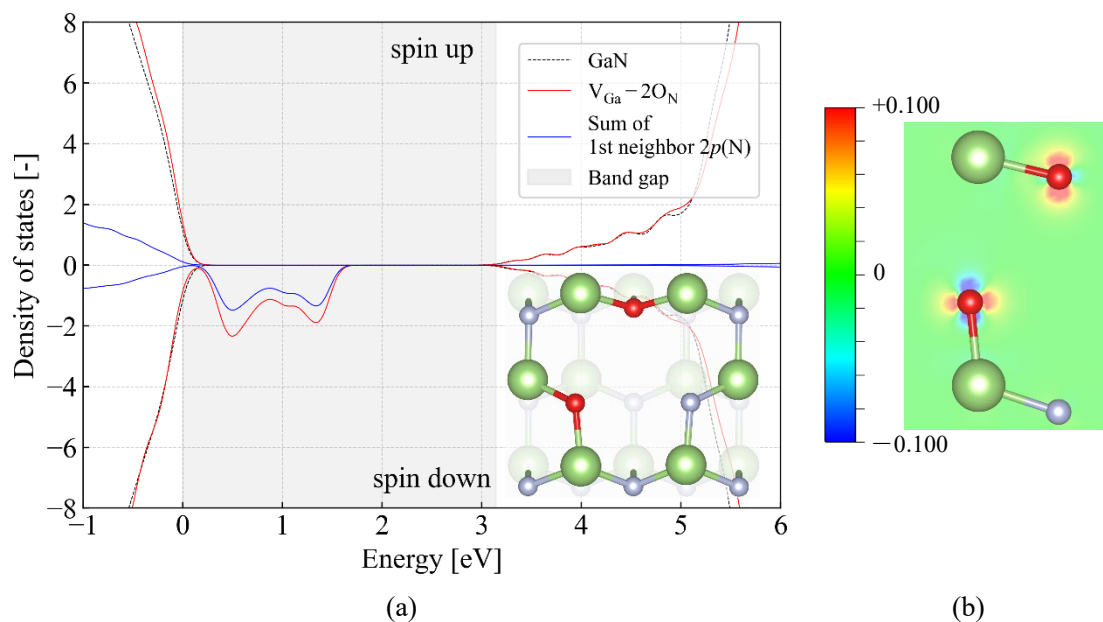 8
6
4
2
0
−2
−4
−6
−8
Density of states [-]
spin up
GaN
V_Ga−2O_N
Sum of
1st neighbor 2p(N)
Band gap
spin down
−1
0
1
2
3
4
5
6
Energy [eV]
(a)
+0.100
0
−0.100
(b)